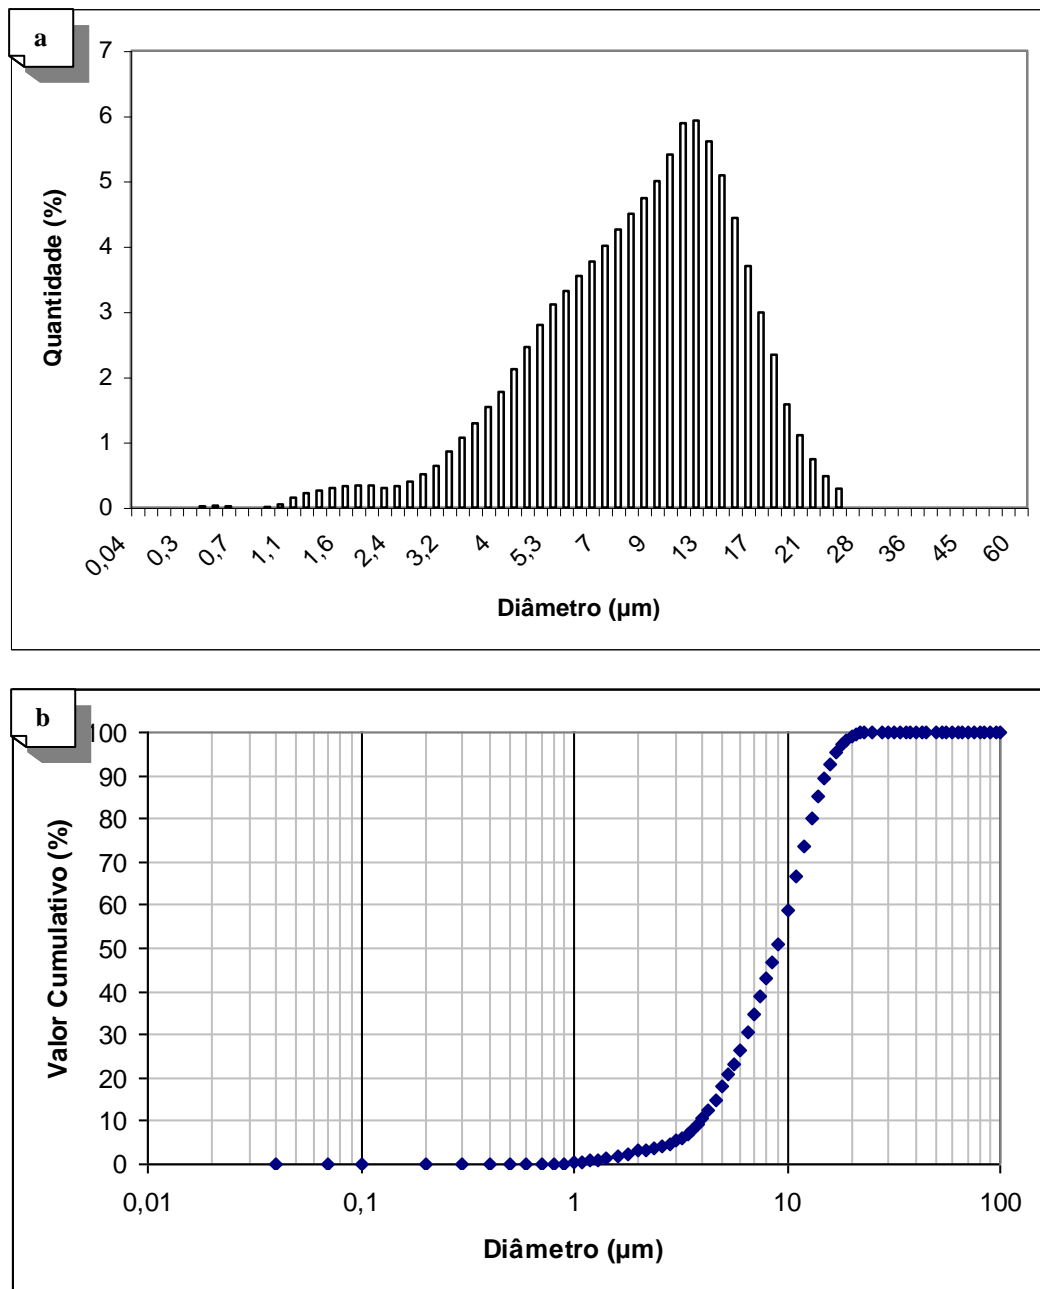 a
7
6
5
4
3
2
1
0
Quantidade (%)
0,04 0,3 0,7 1,1 1,6 2,4 3,2 4 5,3 7 9 13 17 21 28 36 45 60
Diâmetro (µm)
b
100
90
80
70
60
50
40
30
20
10
0
Valor Cumulativo (%)
0,01 0,1 1 10 100
Diâmetro (µm)